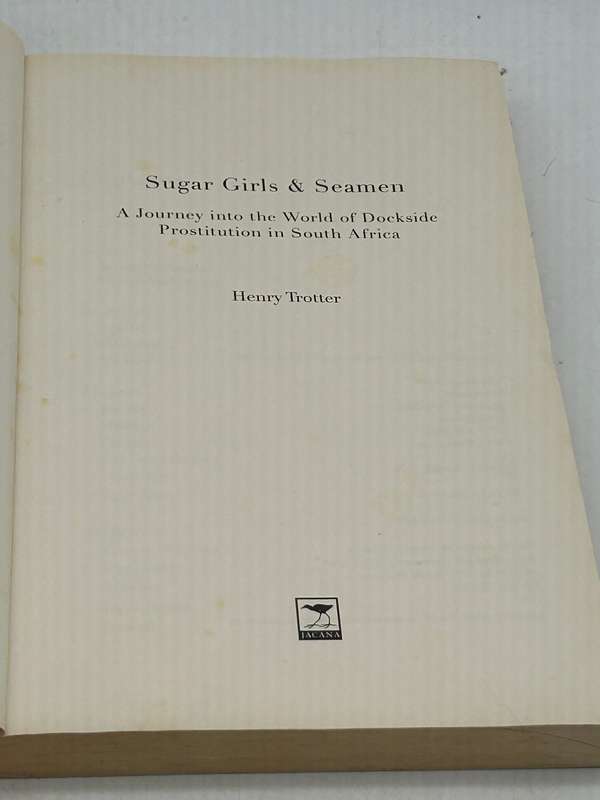 Sugar Girls & Seamen
A Journey into the World of Dockside
Prostitution in South Africa
Henry Trotter
JACANA